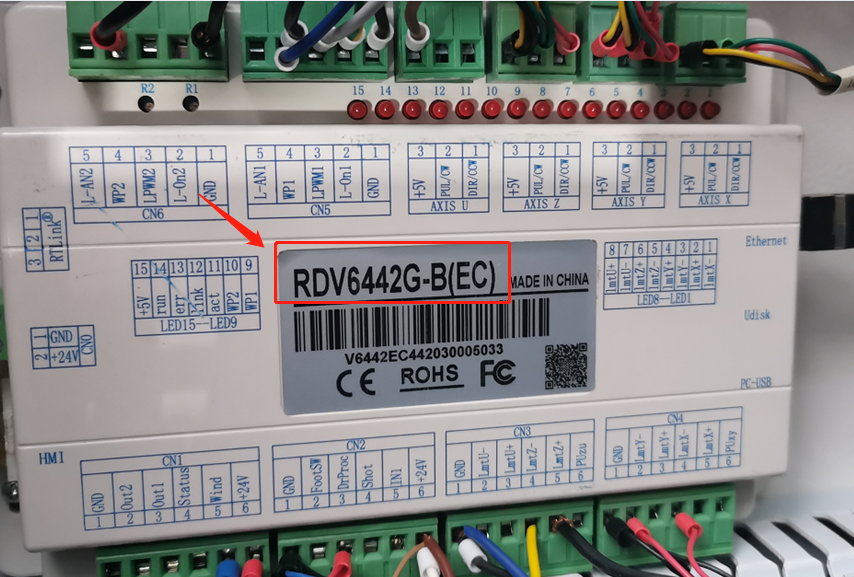 R2 R1 15 14 13 12 11 10 9 8 7 6 5 4 3 2 1
5 4 3 2 1
L-AN2 WP2 LPWM2 L-On2 GND
CN6
5 4 3 2 1
L-AN1 WP1 LPWM1 L-On1 GND
CN5
3 2 1
+5V PUL/CW DIR/CCW
AXIS U
3 2 1
+5V PUL/CW DIR/CCW
AXIS Z
3 2 1
+5V PUL/CW DIR/CCW
AXIS Y
3 2 1
+5V PUL/CW DIR/CCW
AXIS X
3 2 1
RTLink®
15 14 13 12 11 10 9
+5V run err Link act WP2 WP1
LED15—LED9
RDV6442G-B(EC) MADE IN CHINA
V6442EC442030005033
CE ROHS FC
8 7 6 5 4 3 2 1
LmtU+ LmtU- LmtZ+ LmtZ- LmtY+ LmtY- LmtX+ LmtX-
LED8—LED1
Ethernet
Udisk
PC-USB
1 GND
2 +24V
CN0
HMI
CN1
GND Out2 Out1 Status Wind +24V
1 2 3 4 5 6
CN2
GND FootSW DrProc Shot IN1 +24V
1 2 3 4 5 6
CN3
GND LmtU- LmtU+ LmtZ- LmtZ+ PUzu
1 2 3 4 5 6
CN4
GND LmtY- LmtY+ LmtX- LmtX+ PUxy
1 2 3 4 5 6